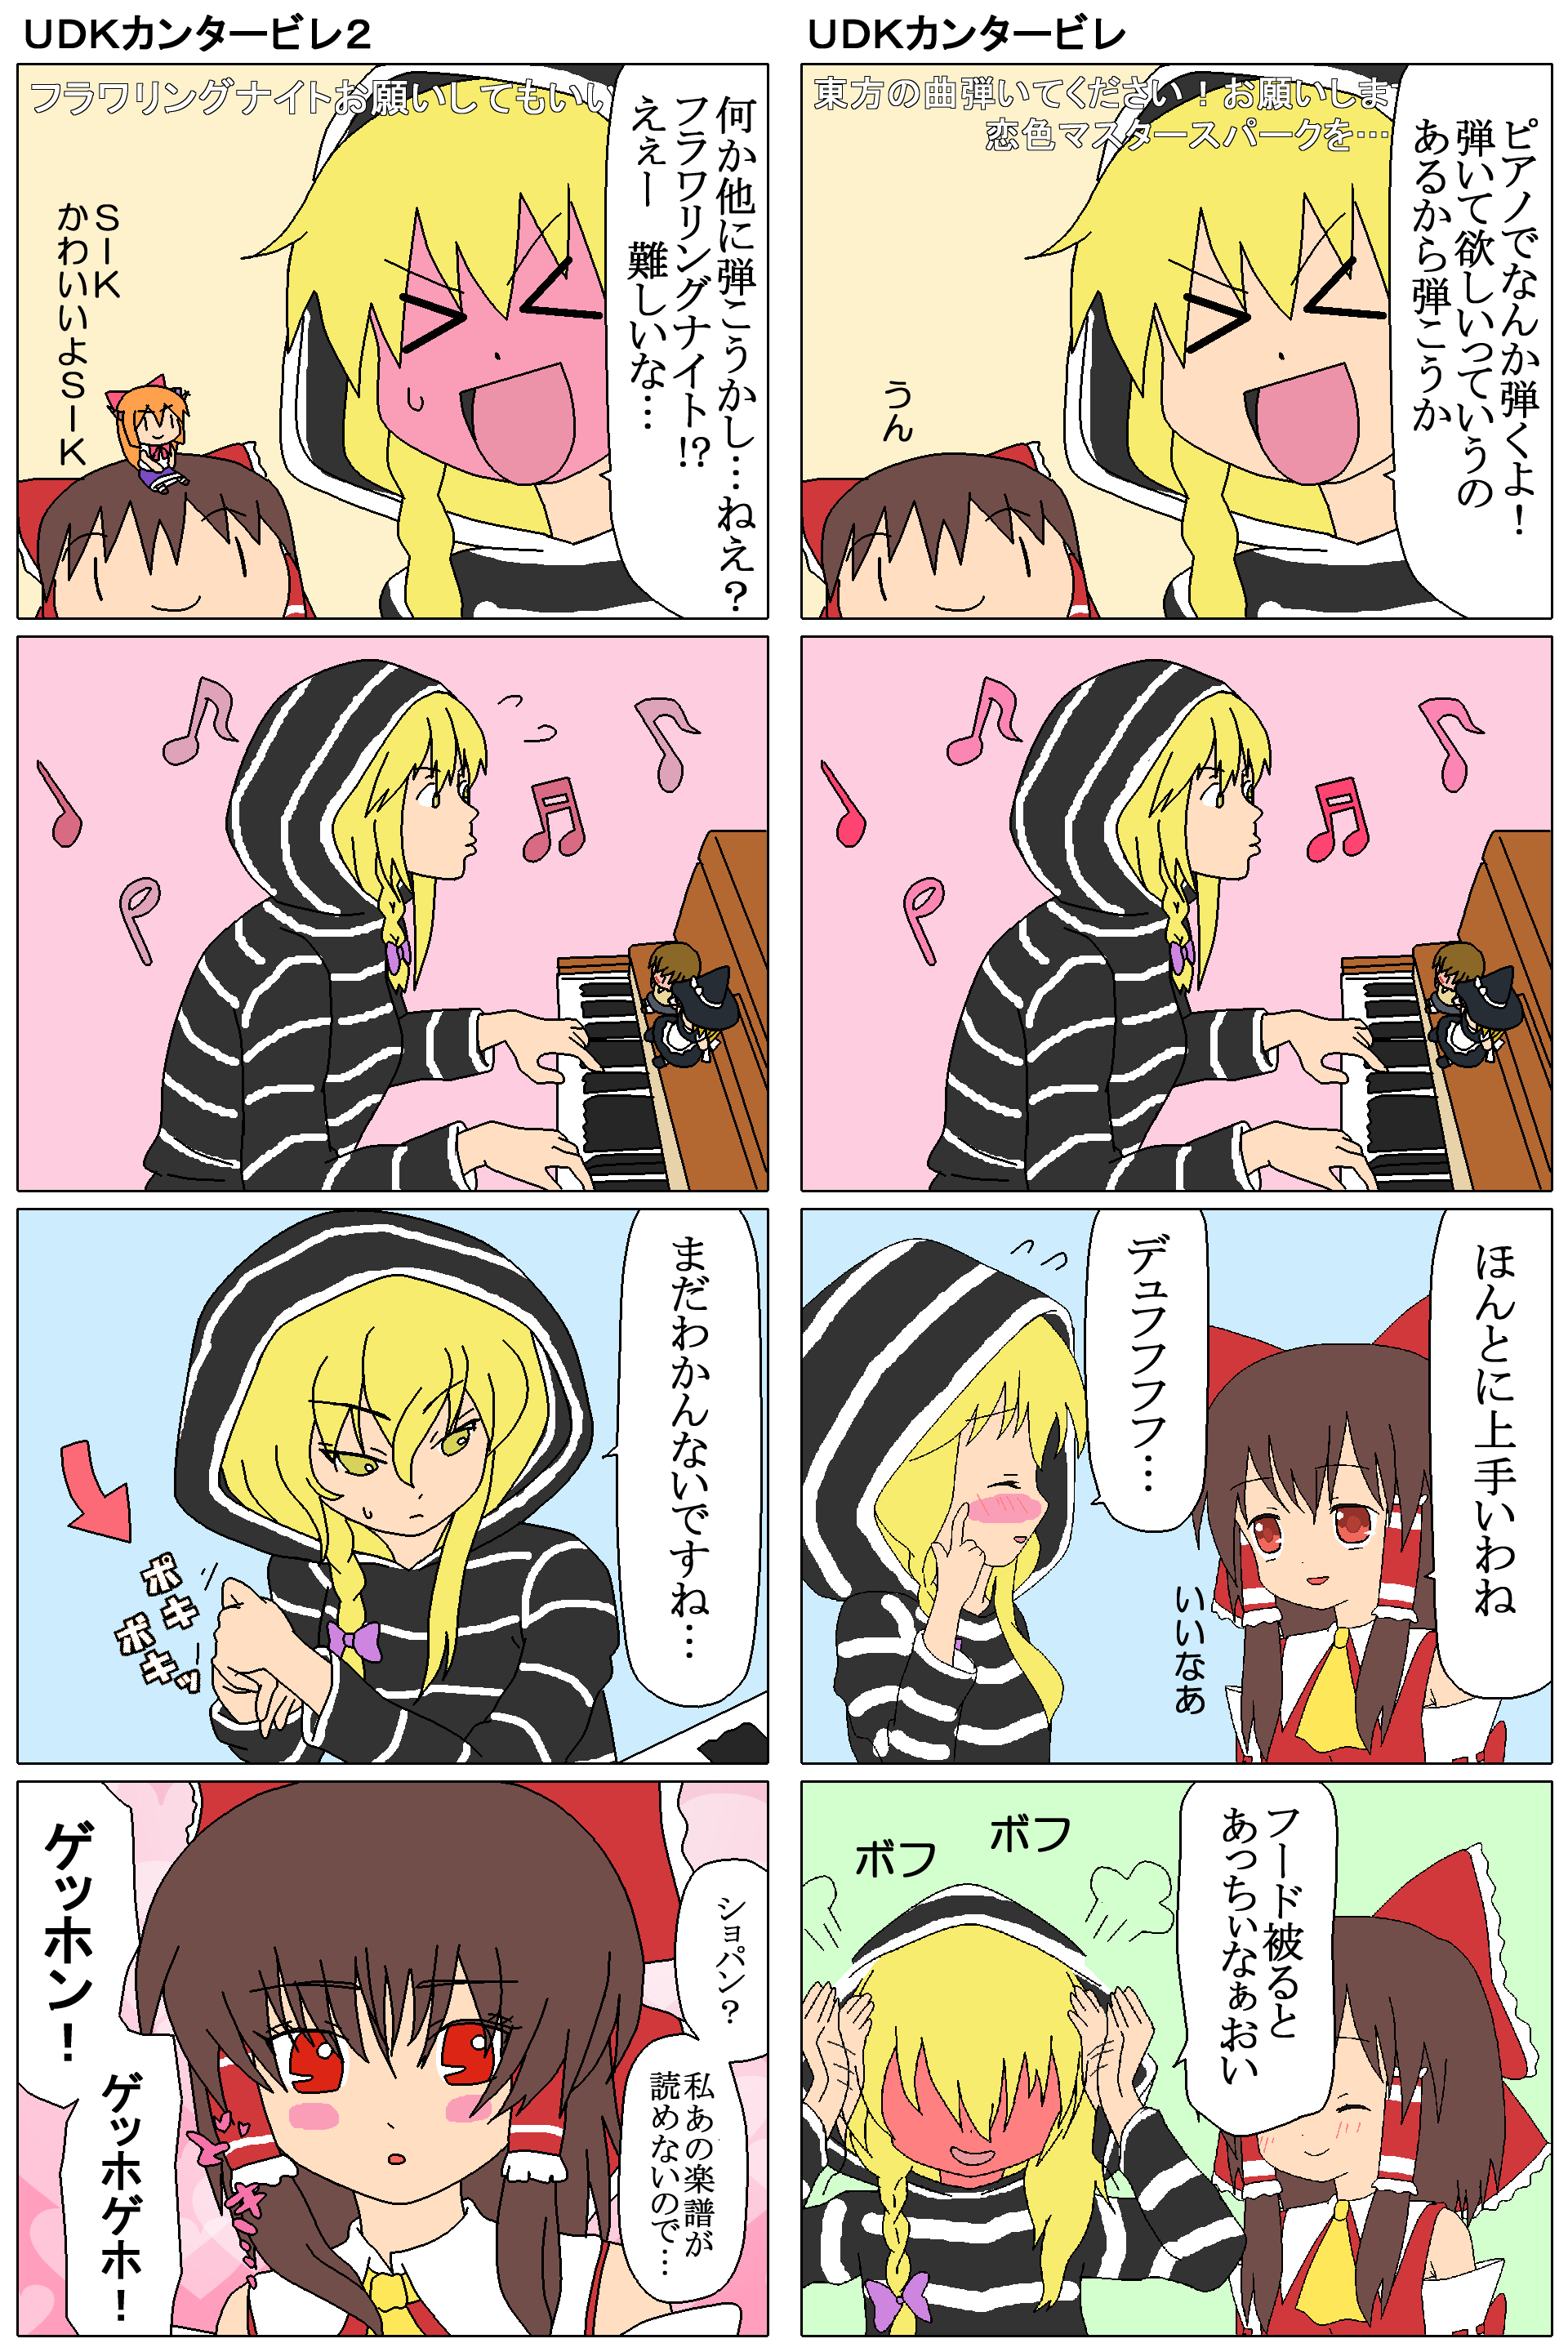 UDKカンタービレ
東方の曲弾いてください！お願いしま
恋色マスタースパークを…
ピアノでなんか弾くよ！
弾いて欲しいっていうの
あるから弾こうか
うん
ほんとに上手いわね
デュフフフフ…
いいなあ
フード被ると
あっちぃなぁおい
ボフ
ボフ
UDKカンタービレ2
フラワリングナイトお願いしてもいい
何か他に弾こうかし…ねえ？
フラワリングナイト!?
ええー　難しいな…
SIK
かわいいよSIK
まだわかんないですね…
ポキ
ポキッ
ショパン？
私あの楽譜が
読めないので…
ゲッホン！
ゲッホゲホ！